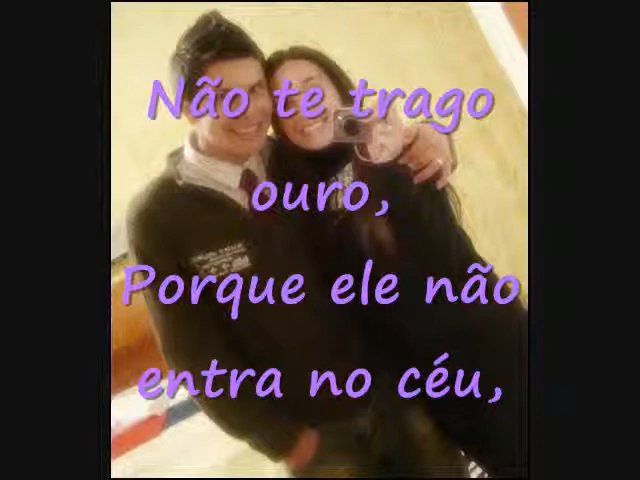 Não te trago
ouro,
Porque ele não
entra no céu,